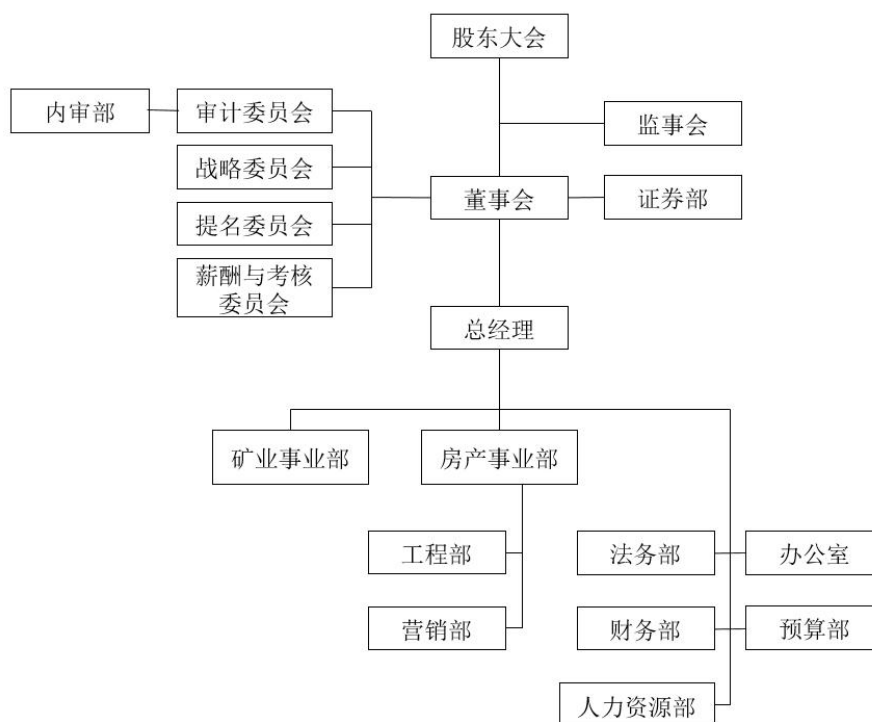 股东大会
内审部
审计委员会
监事会
战略委员会
董事会
证券部
提名委员会
薪酬与考核
委员会
总经理
矿业事业部
房产事业部
工程部
法务部
办公室
营销部
财务部
预算部
人力资源部